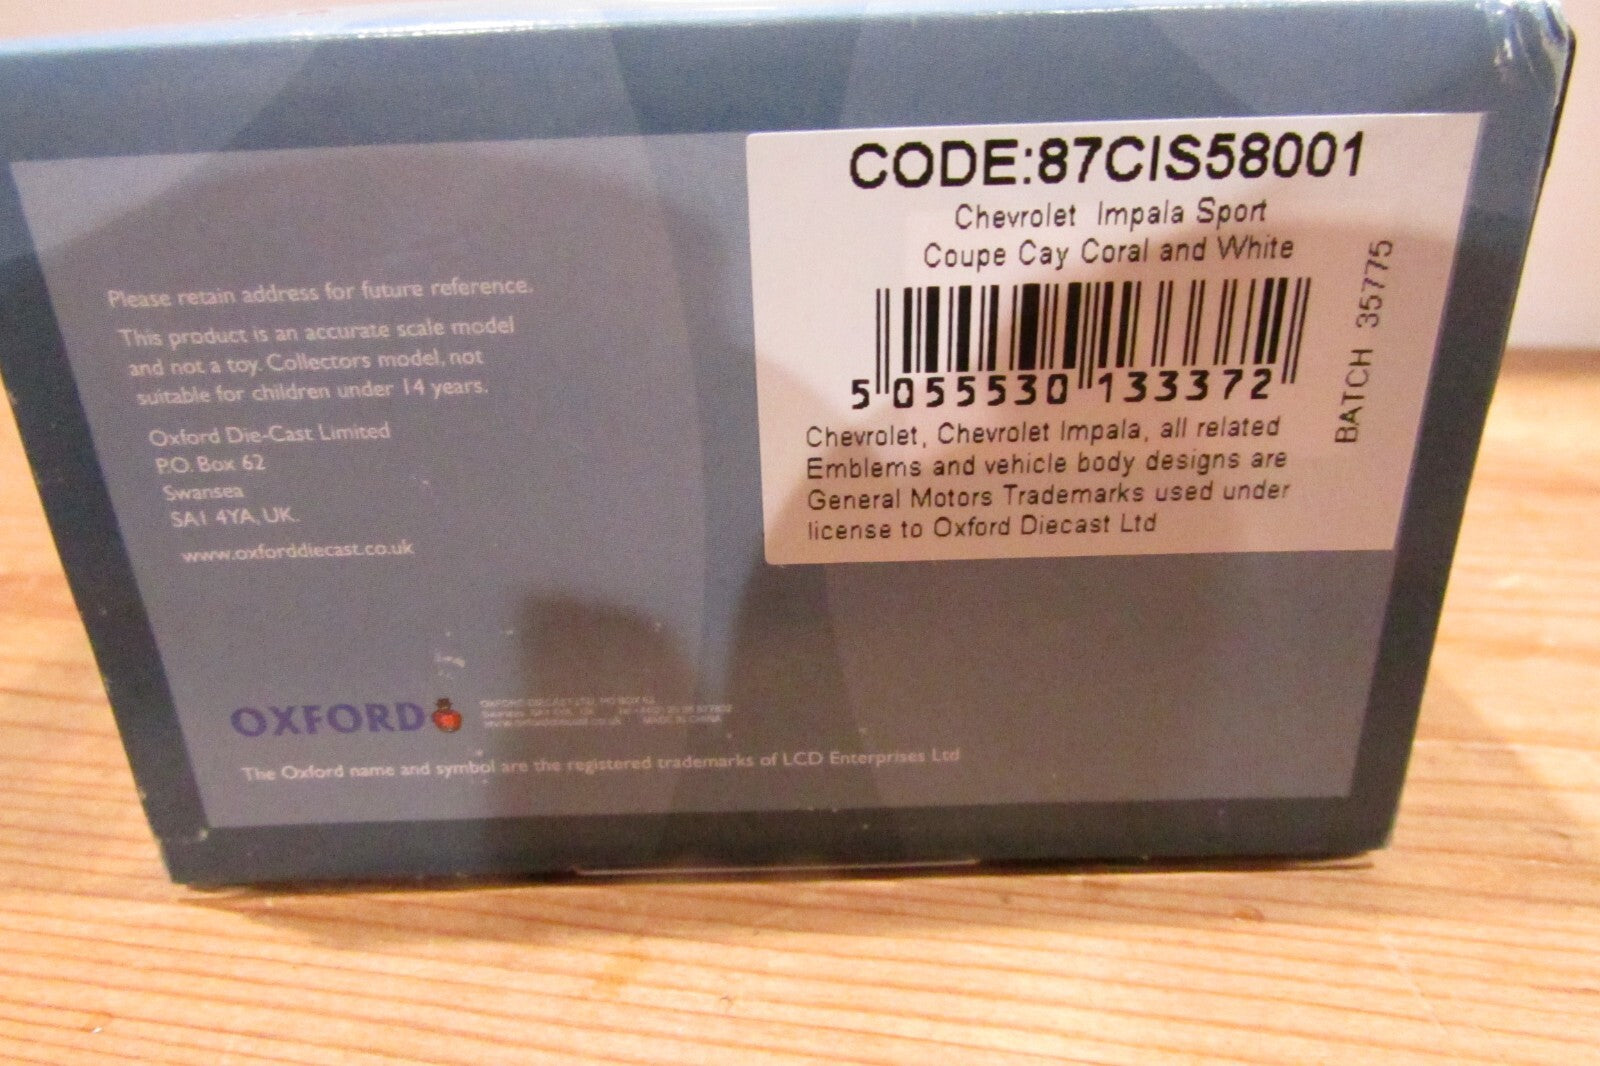 Please retain address for future reference.
This product is an accurate scale model
and not a toy. Collectors model, not
suitable for children under 14 years.
Oxford Die-Cast Limited
P.O. Box 62
Swansea
SA1 4YA, UK.
www.oxforddiecast.co.uk
CODE:87CIS58001
Chevrolet Impala Sport
Coupe Cay Coral and White
5 055530 133372
BATCH 35775
Chevrolet, Chevrolet Impala, all related
Emblems and vehicle body designs are
General Motors Trademarks used under
license to Oxford Diecast Ltd
OXFORD
MADE IN CHINA
The Oxford name and symbol are the registered trademarks of LCD Enterprises Ltd